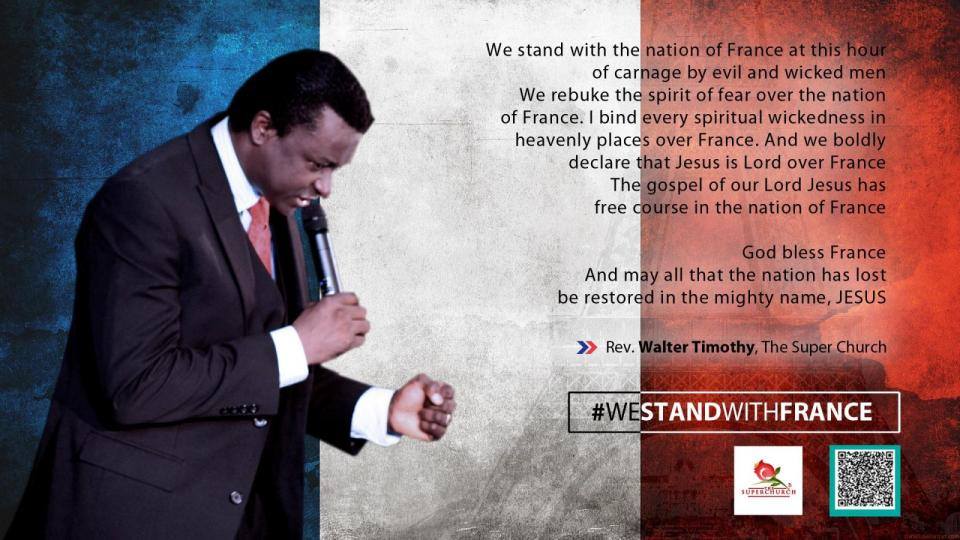 We stand with the nation of France at this hour
of carnage by evil and wicked men
We rebuke the spirit of fear over the nation
of France. I bind every spiritual wickedness in
heavenly places over France. And we boldly
declare that Jesus is Lord over France
The gospel of our Lord Jesus has
free course in the nation of France
God bless France
And may all that the nation has lost
be restored in the mighty name, JESUS
Rev. Walter Timothy, The Super Church
#WESTANDWITHFRANCE
THE
SUPERCHURCH